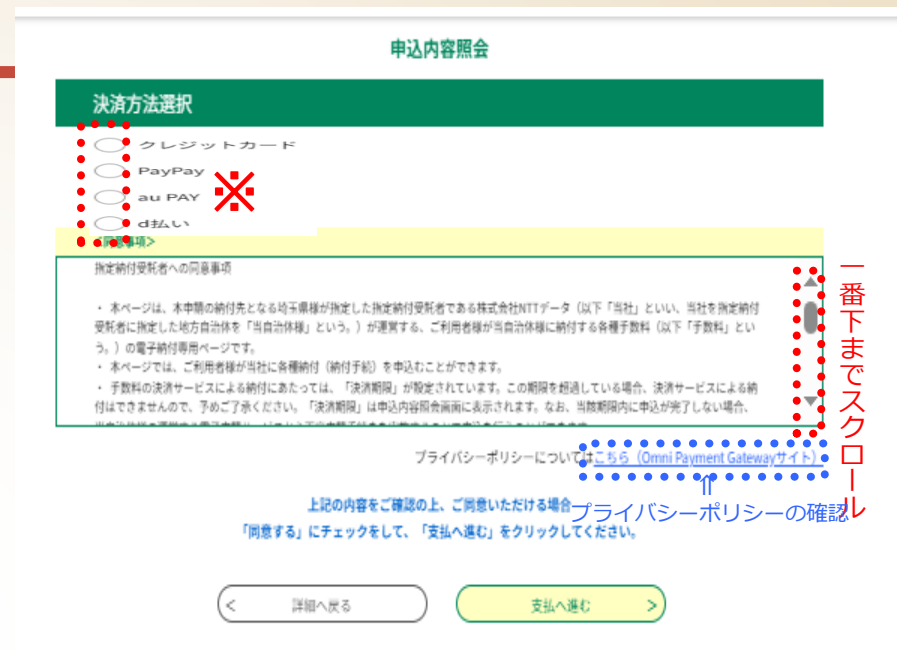 申込内容照会
決済方法選択
クレジットカード
PayPay
au PAY
※
d払い
<同意事項>
指定納付受託者への同意事項
・ 本ページは、本申請の納付先となる埼玉県様が指定した指定納付受託者である株式会社NTTデータ（以下「当社」といい、当社を指定納付
受託者に指定した地方自治体を「当自治体様」という。）が運営する、ご利用者様が当自治体様に納付する各種手数料（以下「手数料」とい
う。）の電子納付専用ページです。
・ 本ページでは、ご利用者様が当社に各種納付（納付手続）を申込むことができます。
・ 手数料の決済サービスによる納付にあたっては、「決済期限」が設定されています。この期限を超過している場合、決済サービスによる納
付はできませんので、予めご了承ください。「決済期限」は申込内容照会画面に表示されます。なお、当該期限内に申込が完了しない場合、
一番下までスクロール
プライバシーポリシーについてはこちら（Omni Payment Gatewayサイト）
⇑
プライバシーポリシーの確認
上記の内容をご確認の上、ご同意いただける場合
「同意する」にチェックをして、「支払へ進む」をクリックしてください。
< 詳細へ戻る
支払へ進む >